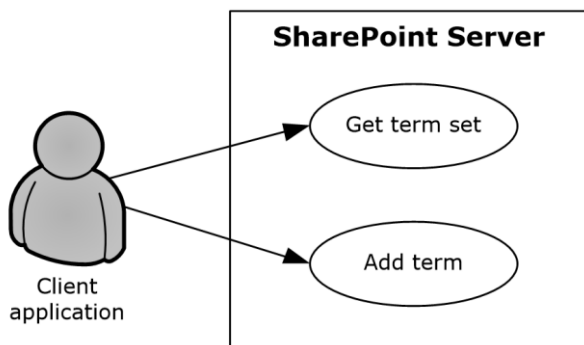 SharePoint Server
Get term set
Add term
Client
application